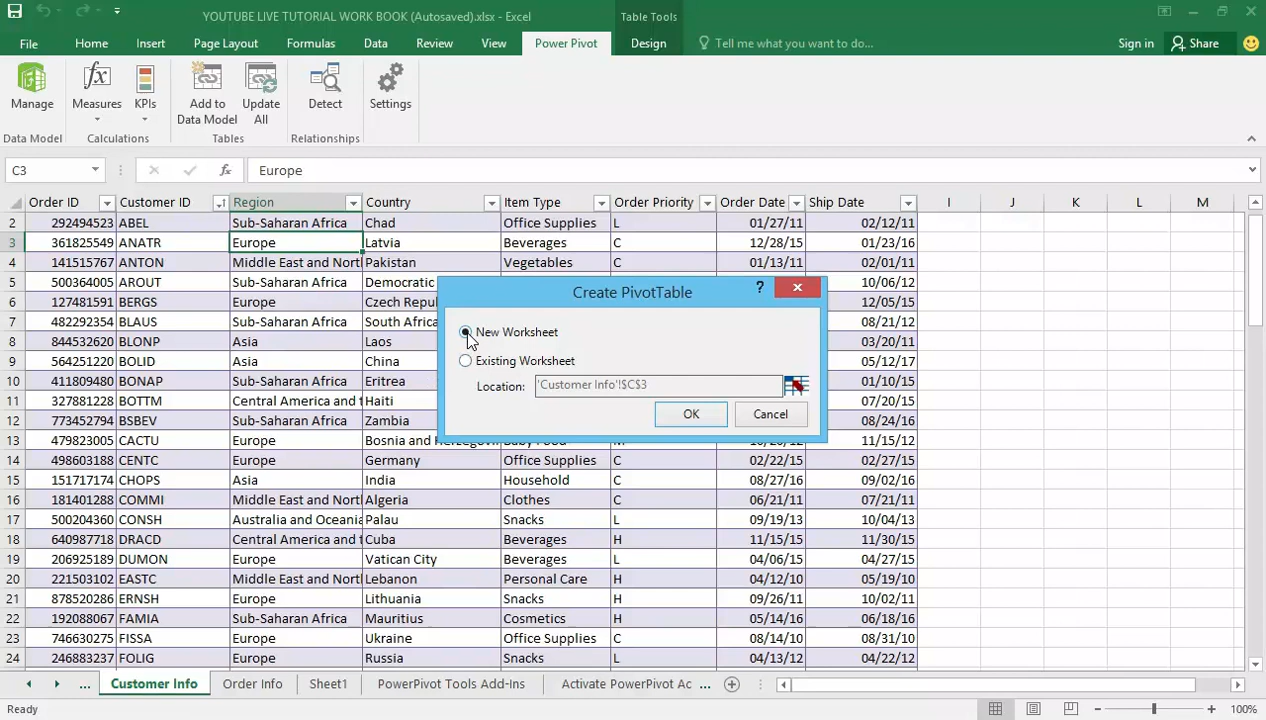 YOUTUBE LIVE TUTORIAL WORK BOOK (Autosaved).xlsx - Excel
Table Tools
File Home Insert Page Layout Formulas Data Review View Power Pivot Design Tell me what you want to do... Sign in Share
Manage Measures KPIs Add to Data Model Update All Detect Settings
Data Model Calculations Tables Relationships
C3 fx Europe
Order ID Customer ID Region Country Item Type Order Priority Order Date Ship Date I J K L M
2 292494523 ABEL Sub-Saharan Africa Chad Office Supplies L 01/27/11 02/12/11
3 361825549 ANATR Europe Latvia Beverages C 12/28/15 01/23/16
4 141515767 ANTON Middle East and Nort Pakistan Vegetables C 01/13/11 02/01/11
5 500364005 AROUT Sub-Saharan Africa Democratic 10/06/12
6 127481591 BERGS Europe Czech Repu 12/05/15
7 482292354 BLAUS Sub-Saharan Africa South Africa 08/21/12
8 844532620 BLONP Asia Laos 03/20/11
9 564251220 BOLID Asia China 05/12/17
10 411809480 BONAP Sub-Saharan Africa Eritrea 01/10/15
11 327881228 BOTTM Central America and t Haiti 07/20/15
12 773452794 BSBEV Sub-Saharan Africa Zambia 08/24/16
13 479823005 CACTU Europe Bosnia and Herzegovin 11/15/12
14 498603188 CENTC Europe Germany Office Supplies C 02/22/15 02/27/15
15 151717174 CHOPS Asia India Household C 08/27/16 09/02/16
16 181401288 COMMI Middle East and Nort Algeria Clothes C 06/21/11 07/21/11
17 500204360 CONSH Australia and Oceania Palau Snacks L 09/19/13 10/04/13
18 640987718 DRACD Central America and t Cuba Beverages H 11/15/15 11/30/15
19 206925189 DUMON Europe Vatican City Beverages L 04/06/15 04/27/15
20 221503102 EASTC Middle East and Nort Lebanon Personal Care H 04/12/10 05/19/10
21 878520286 ERNSH Europe Lithuania Snacks H 09/26/11 10/02/11
22 192088067 FAMIA Sub-Saharan Africa Mauritius Cosmetics H 05/14/16 06/18/16
23 746630275 FISSA Europe Ukraine Office Supplies C 08/14/10 08/31/10
24 246883237 FOLIG Europe Russia Snacks L 04/13/12 04/22/12
Create PivotTable ?
New Worksheet
Existing Worksheet
Location: 'Customer Info'!$C$3
OK Cancel
... Customer Info Order Info Sheet1 PowerPivot Tools Add-Ins Activate PowerPivot Ac ...
Ready 100%